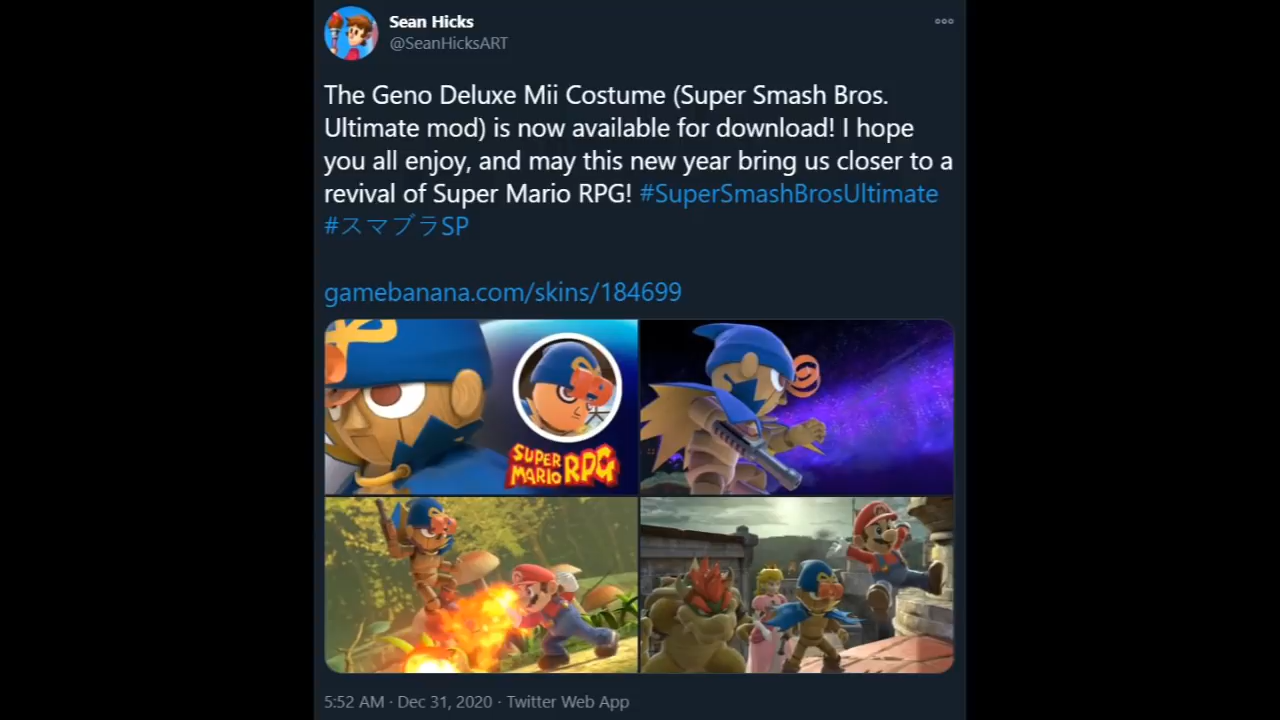 Sean Hicks
@SeanHicksART
The Geno Deluxe Mii Costume (Super Smash Bros.
Ultimate mod) is now available for download! I hope
you all enjoy, and may this new year bring us closer to a
revival of Super Mario RPG! #SuperSmashBrosUltimate
#スマブラSP
gamebanana.com/skins/184699
SUPER
MARIO RPG
5:52 AM · Dec 31, 2020 · Twitter Web App